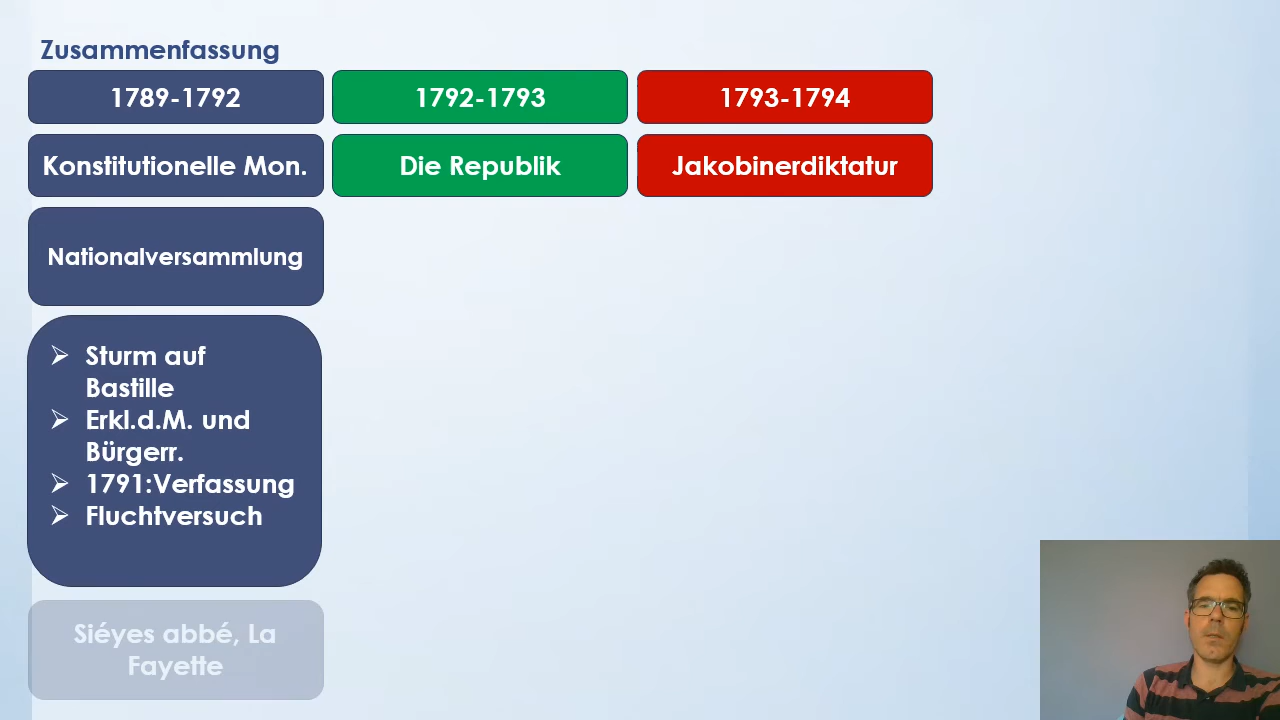 Zusammenfassung
1789-1792
1792-1793
1793-1794
Konstitutionelle Mon.
Die Republik
Jakobinerdiktatur
Nationalversammlung
Sturm auf
Bastille
Erkl.d.M. und
Bürgerr.
1791:Verfassung
Fluchtversuch
Siéyes abbé, La
Fayette